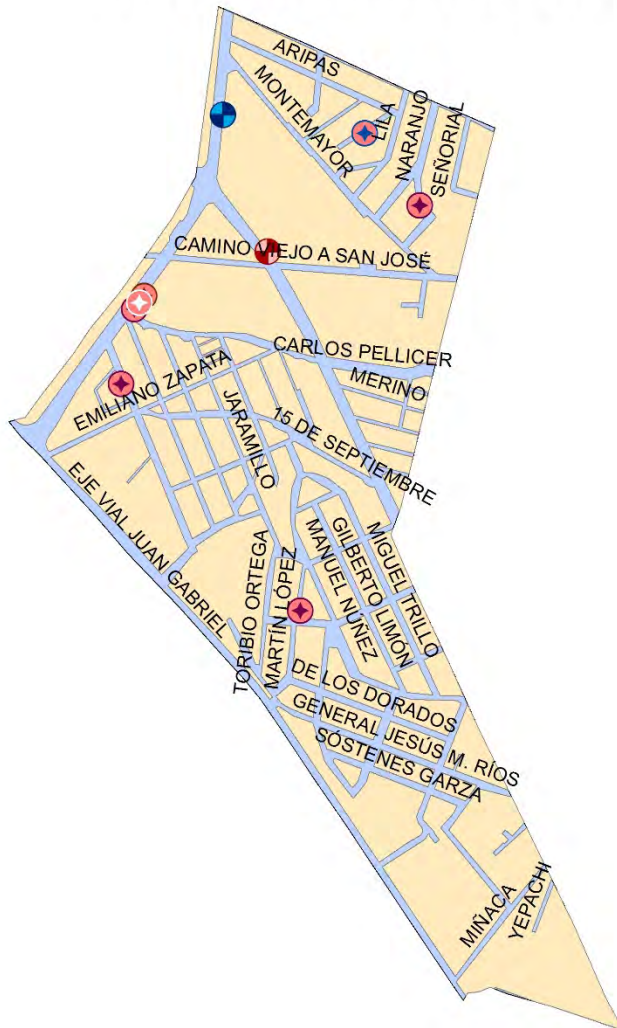 ARIPAS
MONTEMAYOR
LILA
NARANJO
SEÑORIAL
CAMINO VIEJO A SAN JOSÉ
CARLOS PELLICER
MERINO
EMILIANO ZAPATA
JARAMILLO
15 DE SEPTIEMBRE
EJE VIAL JUAN GABRIEL
TORIBIO ORTEGA
MARTÍN LÓPEZ
MANUEL NÚÑEZ
GILBERTO LIMÓN
MIGUEL TRILLO
DE LOS DORADOS
GENERAL JESÚS M. RÍOS
SÓSTENES GARZA
MIÑACA
YEPACHI